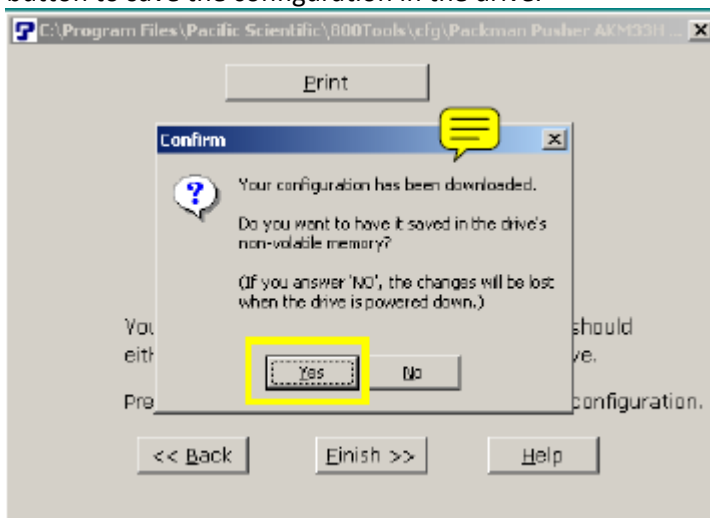 button to save the configuration in the drive.
C:\Program Files\Pacific Scientific\800Tools\cfg\Packman Pusher AKM33H ...
Print
Confirm
Your configuration has been downloaded.
Do you want to have it saved in the drive's
non-volatile memory?
(If you answer 'NO', the changes will be lost
when the drive is powered down.)
You should
eith ve.
Yes No
Pre configuration.
<< Back Finish >> Help